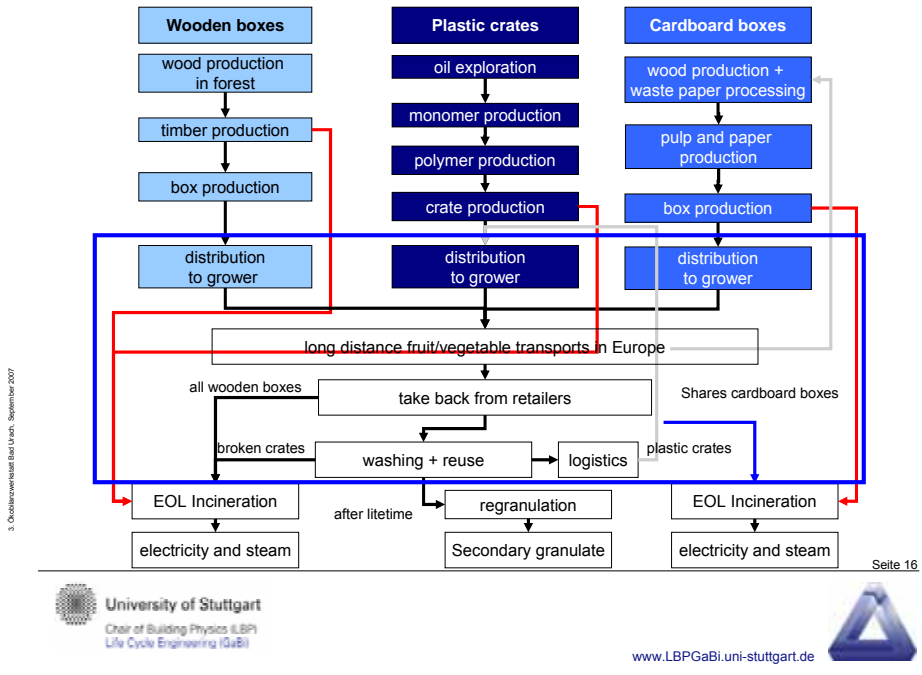 Wooden boxes
Plastic crates
Cardboard boxes
wood production
in forest
oil exploration
wood production +
waste paper processing
timber production
monomer production
pulp and paper
production
polymer production
box production
crate production
box production
distribution
to grower
distribution
to grower
distribution
to grower
long distance fruit/vegetable transports in Europe
all wooden boxes
take back from retailers
Shares cardboard boxes
broken crates
washing + reuse
logistics
plastic crates
EOL Incineration
after litetime
regranulation
EOL Incineration
electricity and steam
Secondary granulate
electricity and steam
3. Ökobilanzwerkstatt Bad Urach, September 2007
Seite 16
University of Stuttgart
Chair of Building Physics (LBP)
Life Cycle Engineering (GaBi)
www.LBPGaBi.uni-stuttgart.de